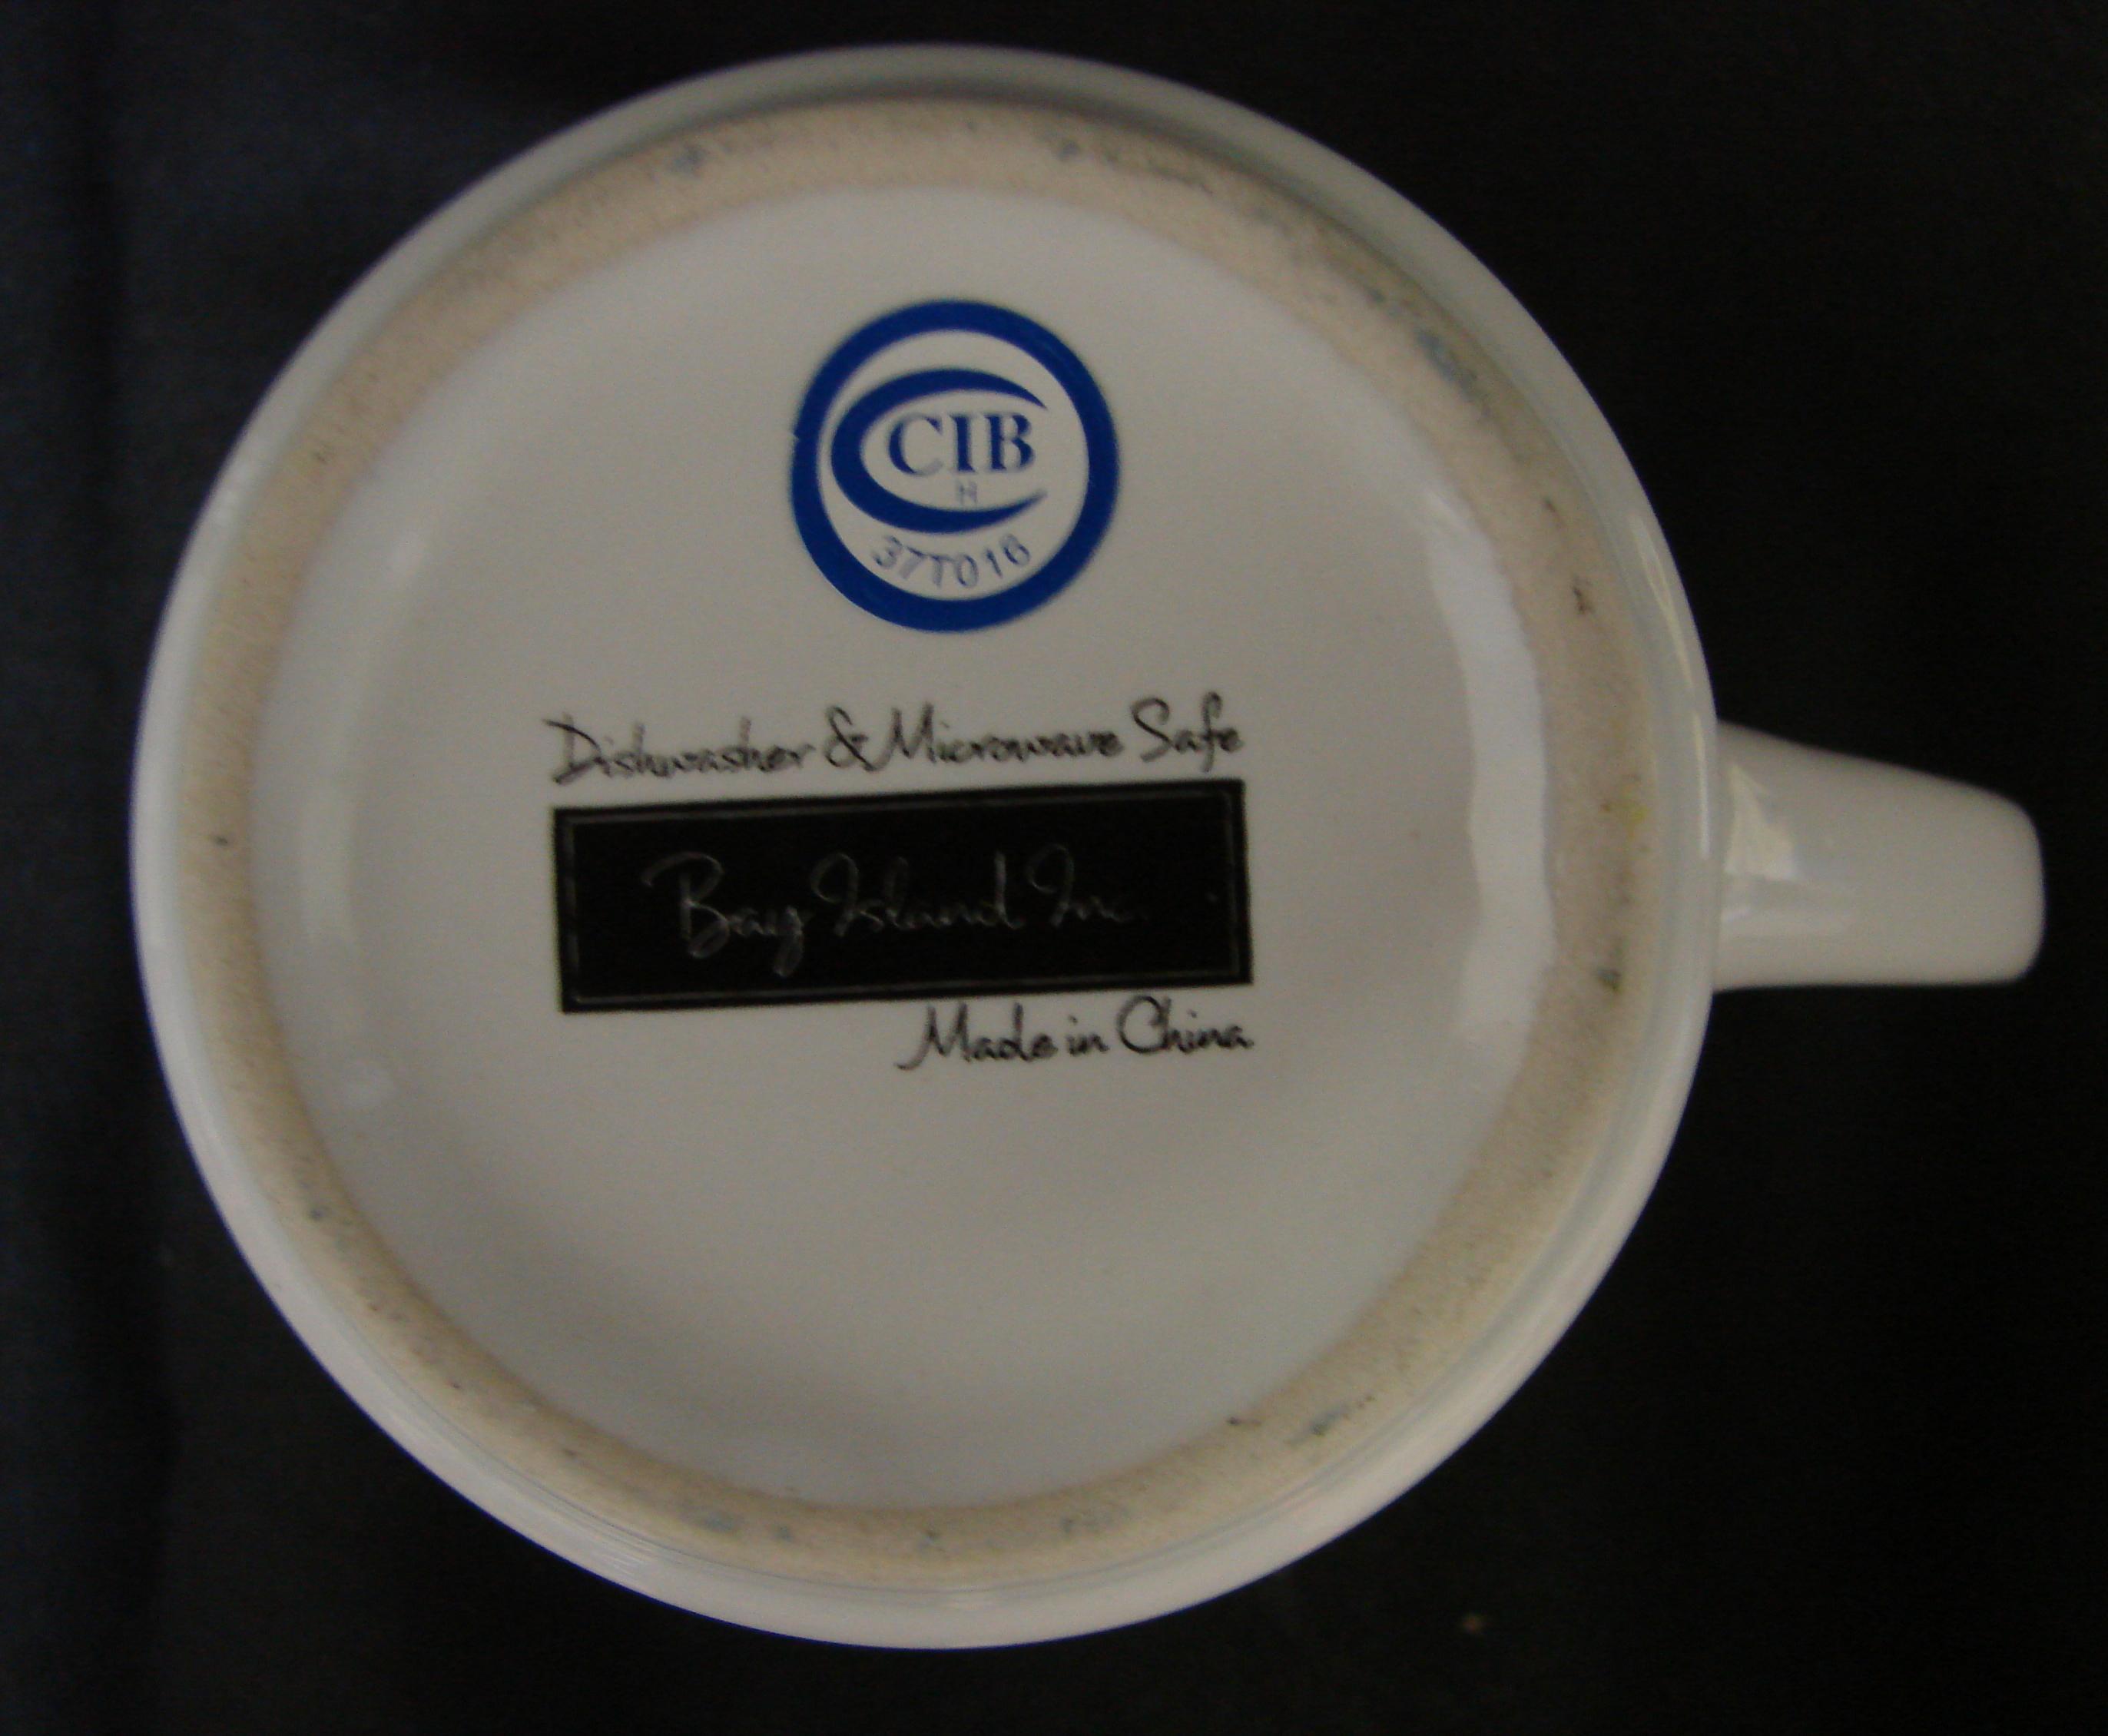 CIB
H
37T016
Dishwasher & Microwave Safe
Bay Island Inc.
Made in China